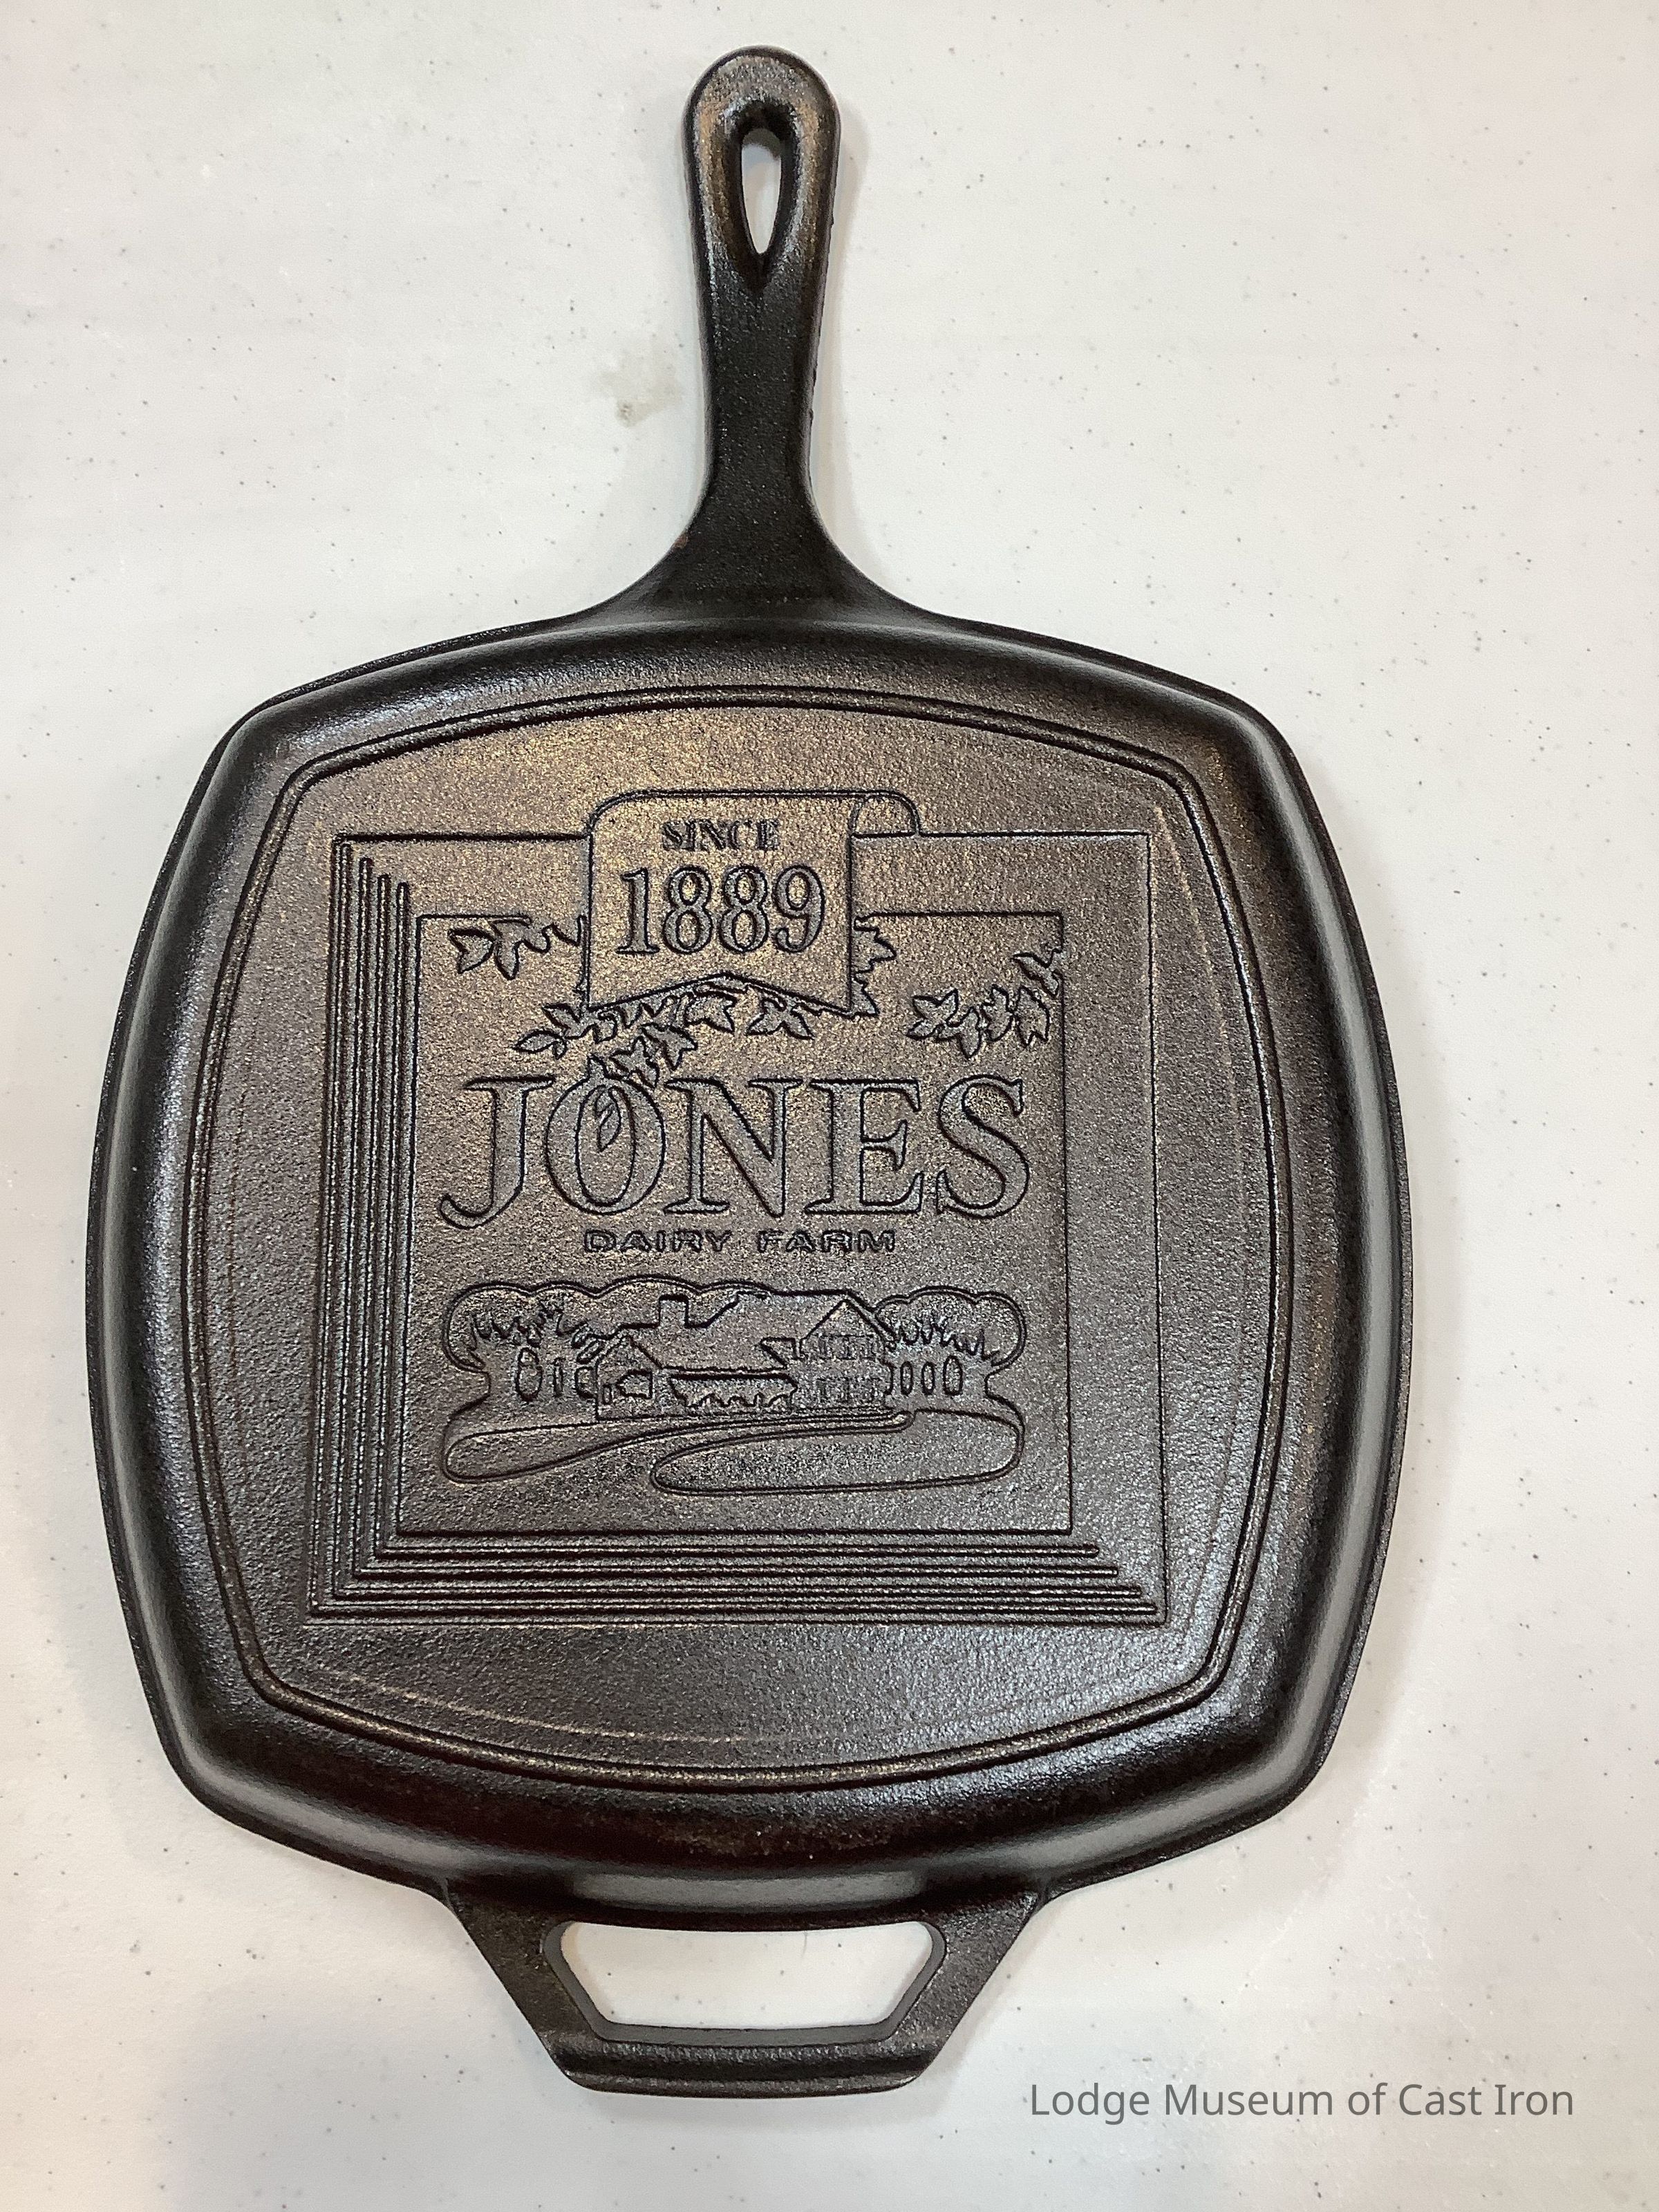 SINCE
1889
JONES
DAIRY FARM
Lodge Museum of Cast Iron